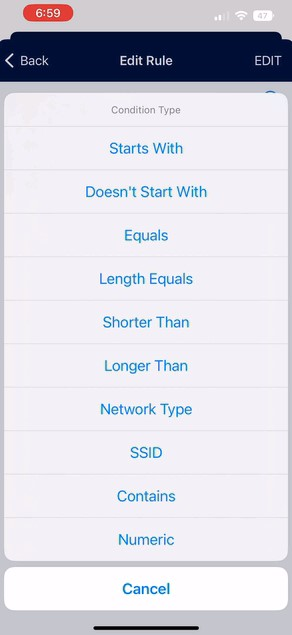 6:59
47
Back
Edit Rule
EDIT
Condition Type
Starts With
Doesn't Start With
Equals
Length Equals
Shorter Than
Longer Than
Network Type
SSID
Contains
Numeric
Cancel